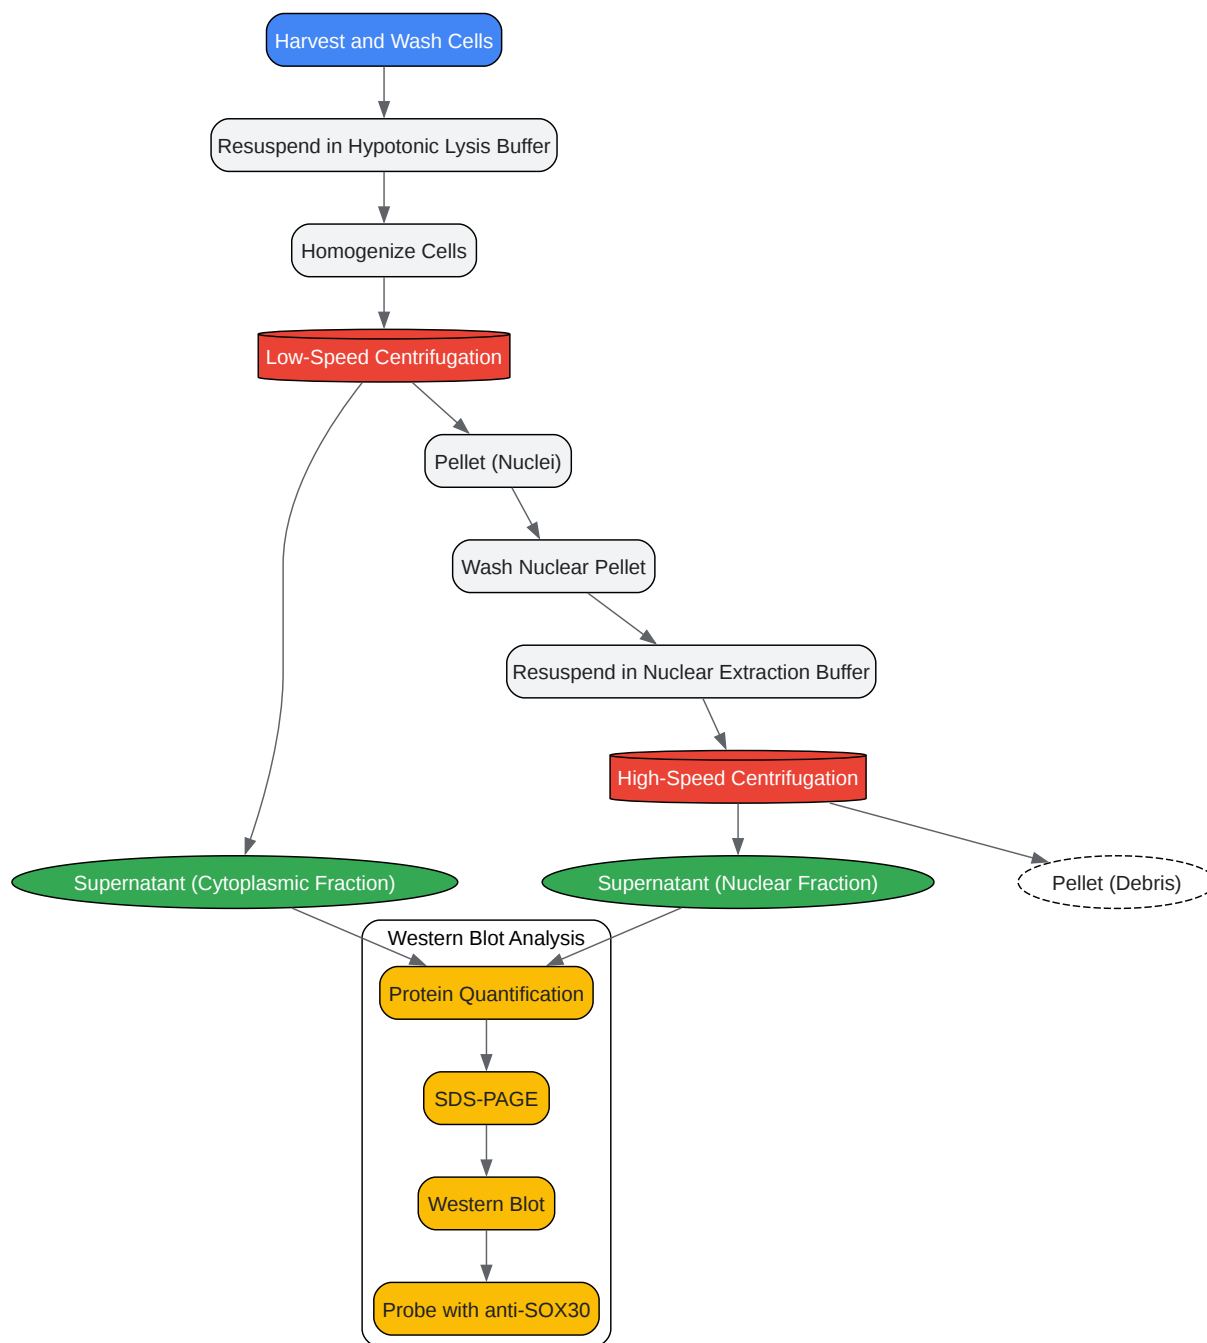 Harvest and Wash Cells
Resuspend in Hypotonic Lysis Buffer
Homogenize Cells
Low-Speed Centrifugation
Pellet (Nuclei)
Wash Nuclear Pellet
Resuspend in Nuclear Extraction Buffer
High-Speed Centrifugation
Supernatant (Cytoplasmic Fraction)
Supernatant (Nuclear Fraction)
Pellet (Debris)
Western Blot Analysis
Protein Quantification
SDS-PAGE
Western Blot
Probe with anti-SOX30